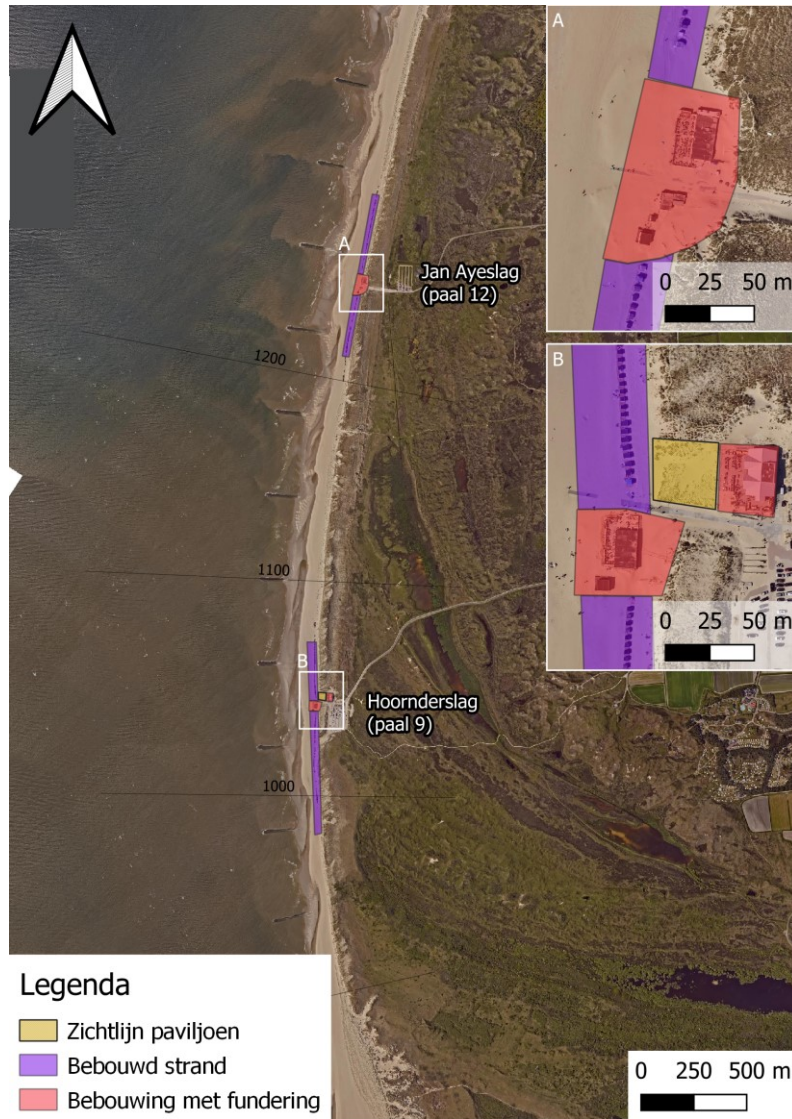 A
0 25 50 m
A
Jan Ayeslag
(paal 12)
1200
B
0 25 50 m
1100
B
Hoornderslag
(paal 9)
1000
Legenda
Zichtlijn paviljoen
Bebouwd strand
Bebouwing met fundering
0 250 500 m